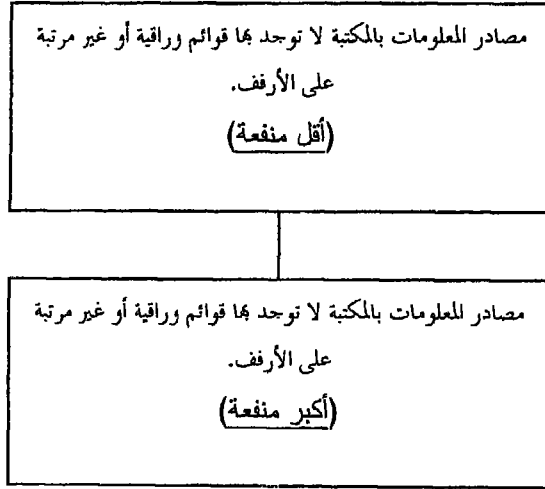 مصادر المعلومات بالمكتبة لا توجد بها قوائم وراقية أو غير مرتبة
على الأرفف.
(أقل منفعة)
مصادر المعلومات بالمكتبة لا توجد بها قوائم وراقية أو غير مرتبة
على الأرفف.
(أكبر منفعة)